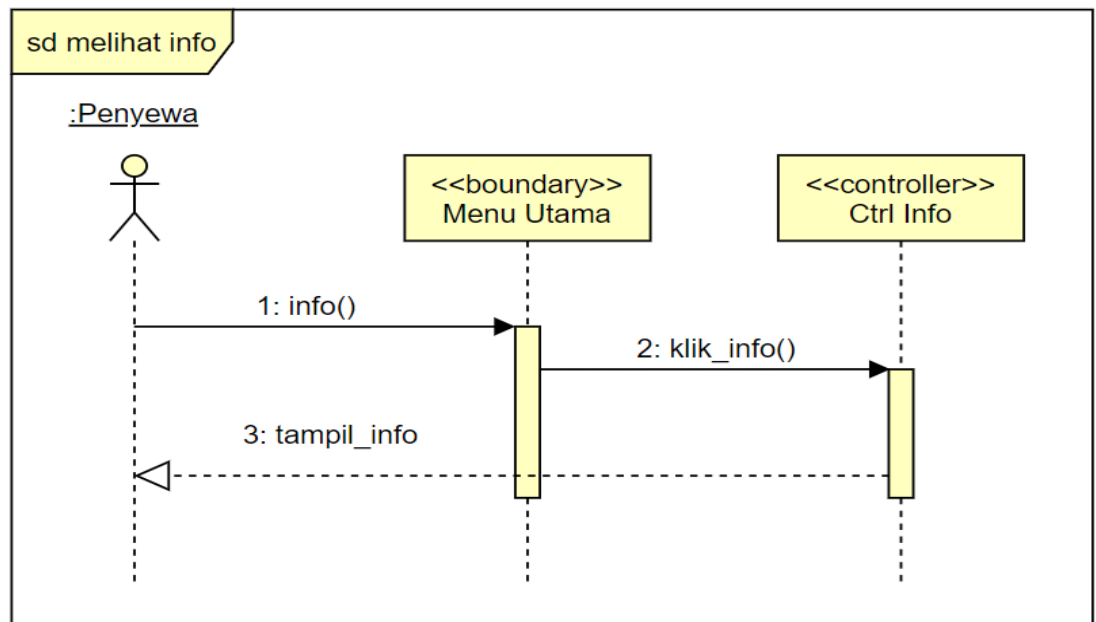 sd melihat info
:Penyewa
<<boundary>>
Menu Utama
<<controller>>
Ctrl Info
1: info()
2: klik_info()
3: tampil_info